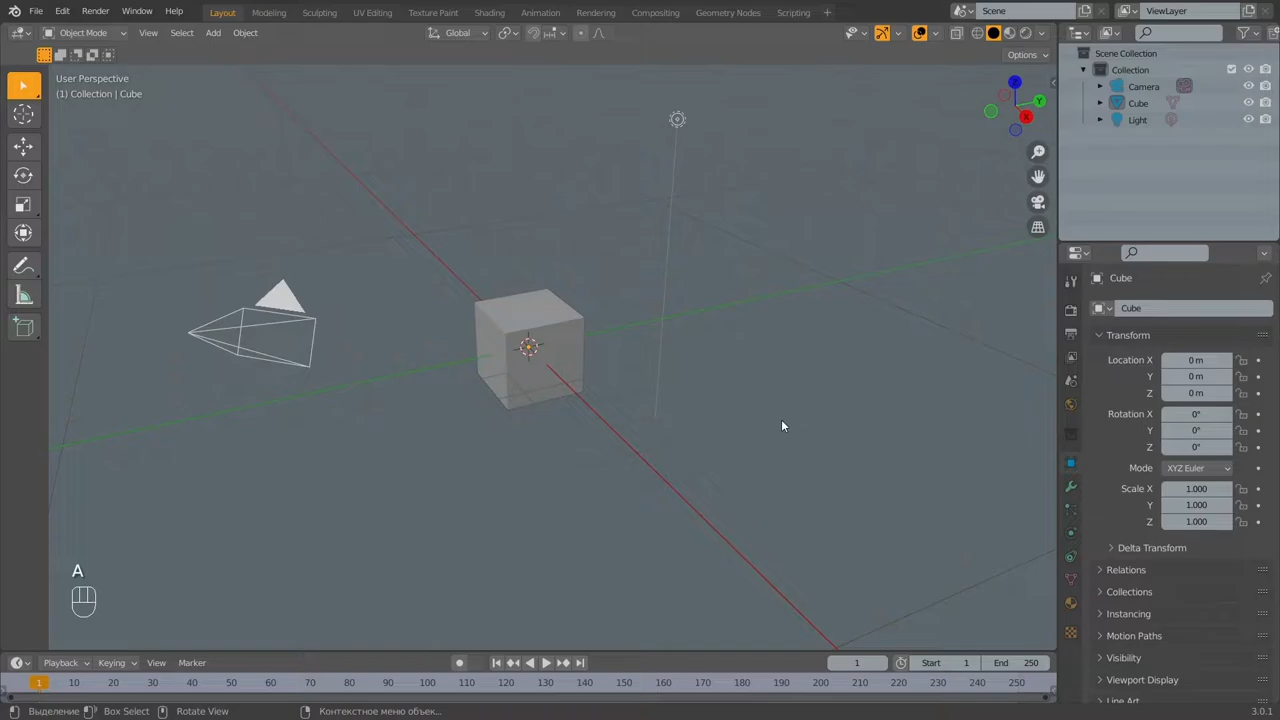 File Edit Render Window Help Layout Modeling Sculpting UV Editing Texture Paint Shading Animation Rendering Compositing Geometry Nodes Scripting + Scene ViewLayer
Object Mode View Select Add Object Global
Options
User Perspective
(1) Collection | Cube
Z
Y
X
Scene Collection
Collection
Camera
Cube
Light
Cube
Cube
Transform
Location X 0 m
Y 0 m
Z 0 m
Rotation X 0°
Y 0°
Z 0°
Mode XYZ Euler
Scale X 1.000
Y 1.000
Z 1.000
Delta Transform
Relations
Collections
Instancing
Motion Paths
Visibility
Viewport Display
Line Art
A
Playback Keying View Marker 1 Start 1 End 250
1 10 20 30 40 50 60 70 80 90 100 110 120 130 140 150 160 170 180 190 200 210 220 230 240 250
Выделение Box Select Rotate View Контекстное меню объек... 3.0.1